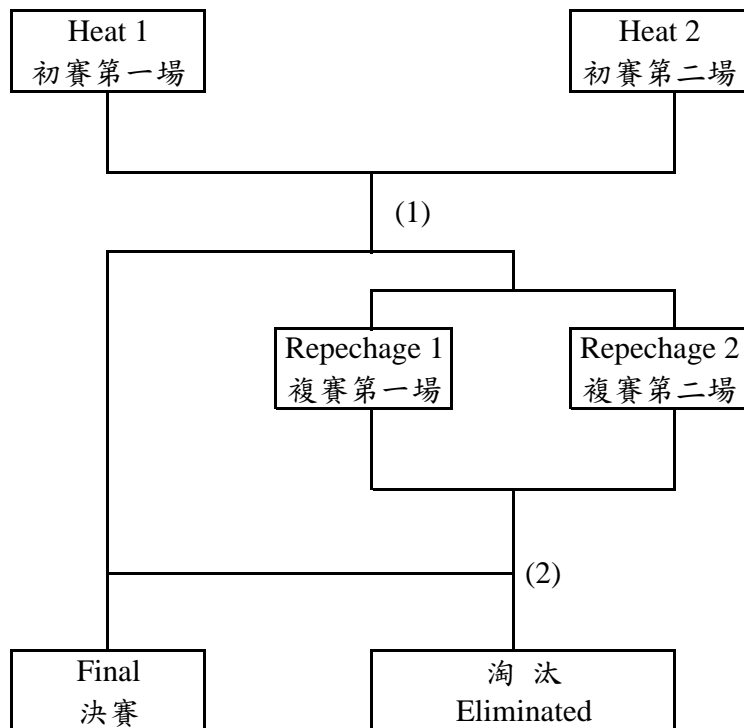 Heat 1
初賽第一場
Heat 2
初賽第二場
(1)
Repechage 1
複賽第一場
Repechage 2
複賽第二場
(2)
Final
決賽
淘 汰
Eliminated